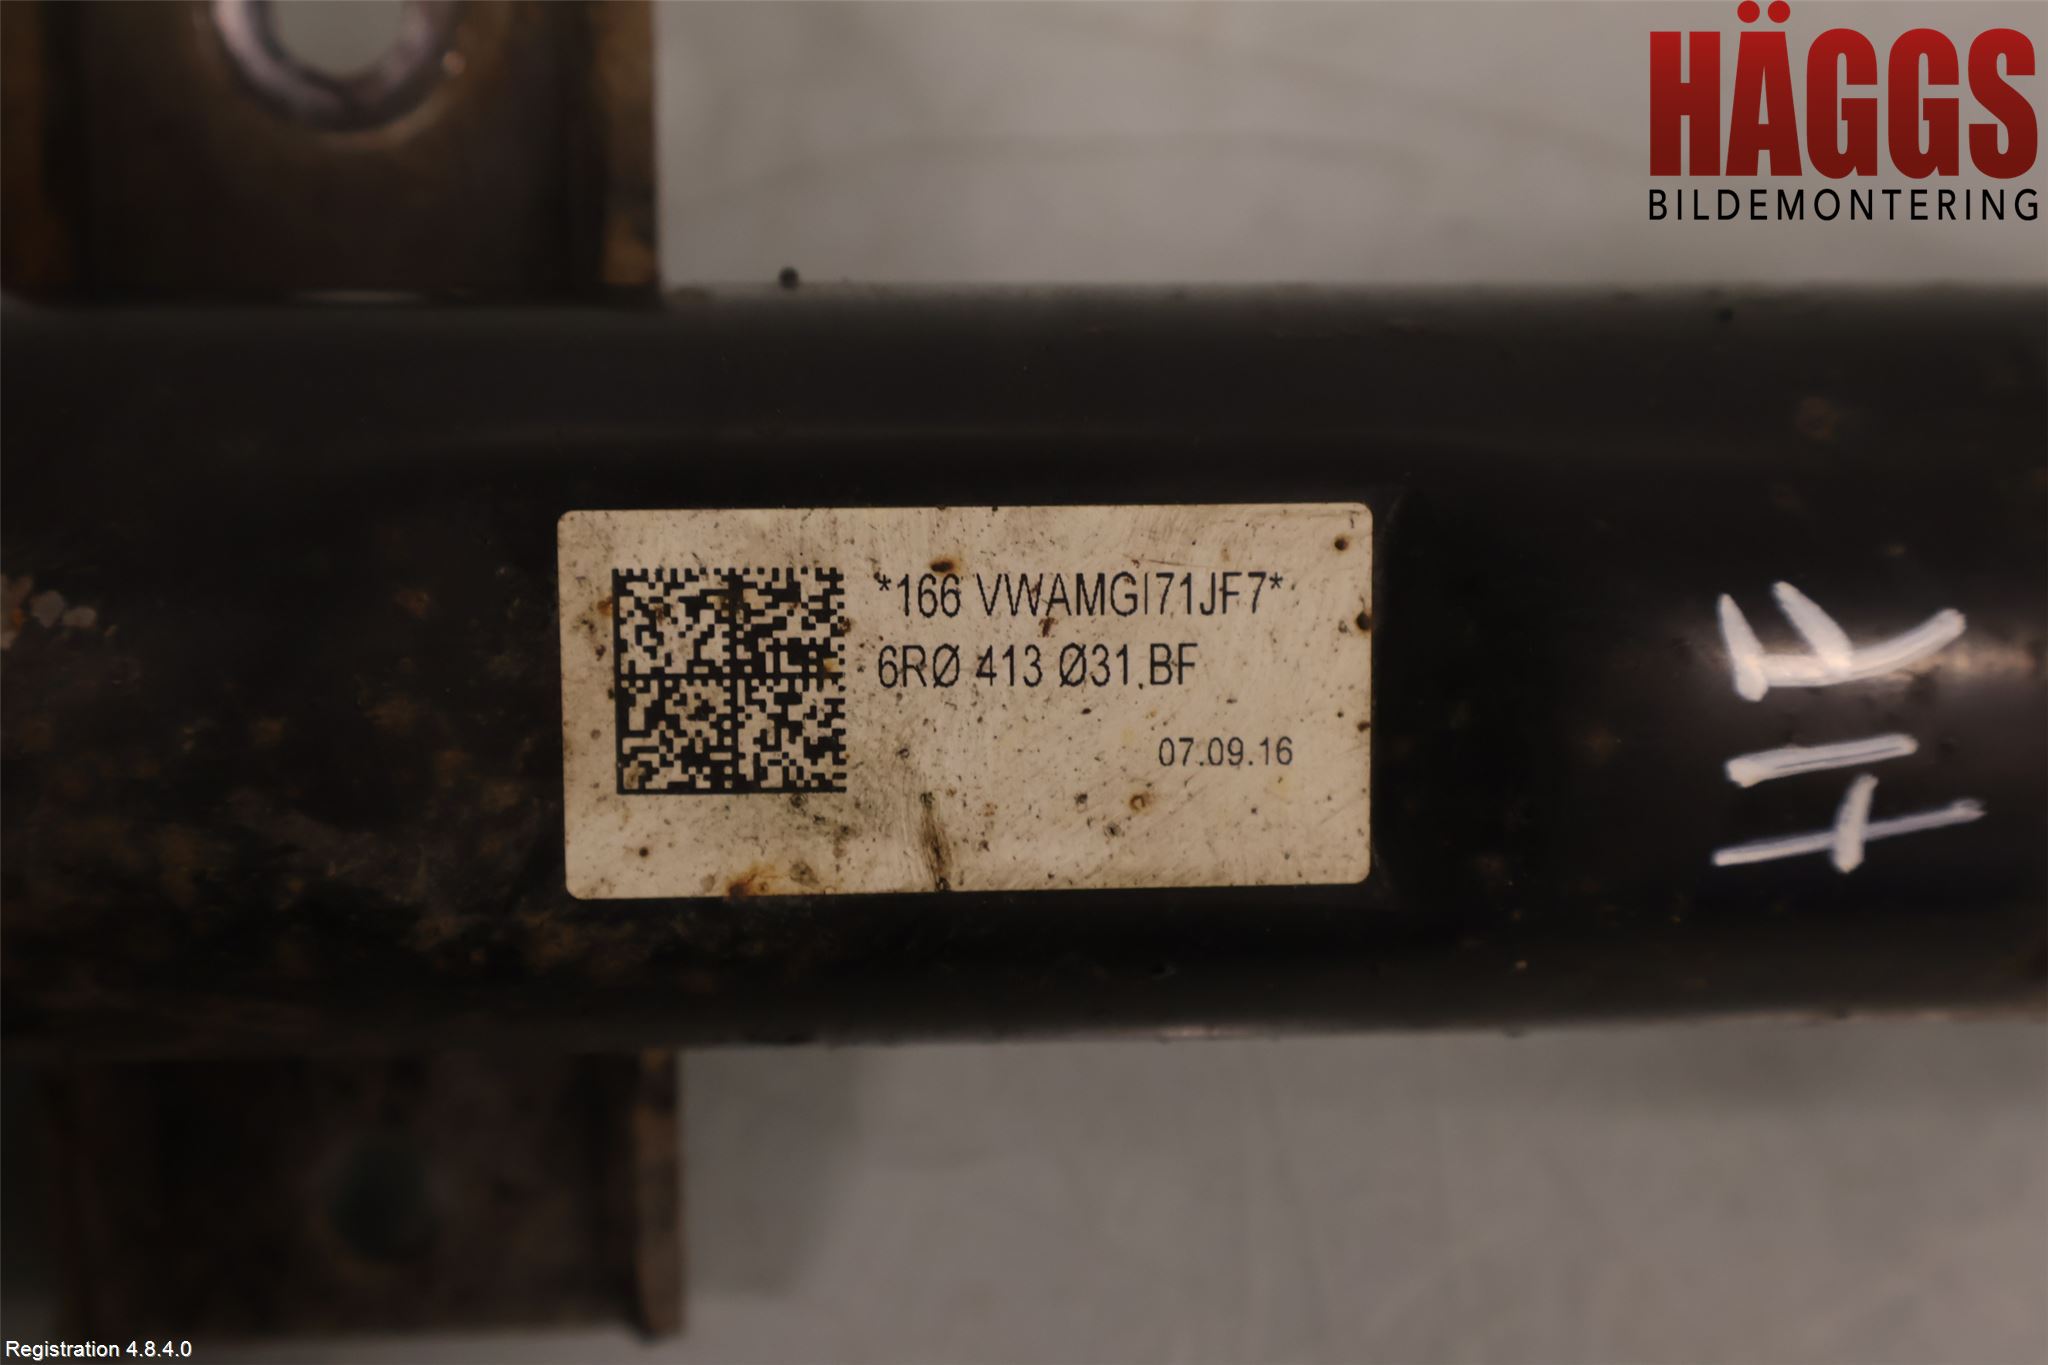 HÄGGS
BILDEMONTERING
*166 VWAMGI71JF7*
6RØ 413 Ø31 BF
07.09.16
HF
Registration 4.8.4.0